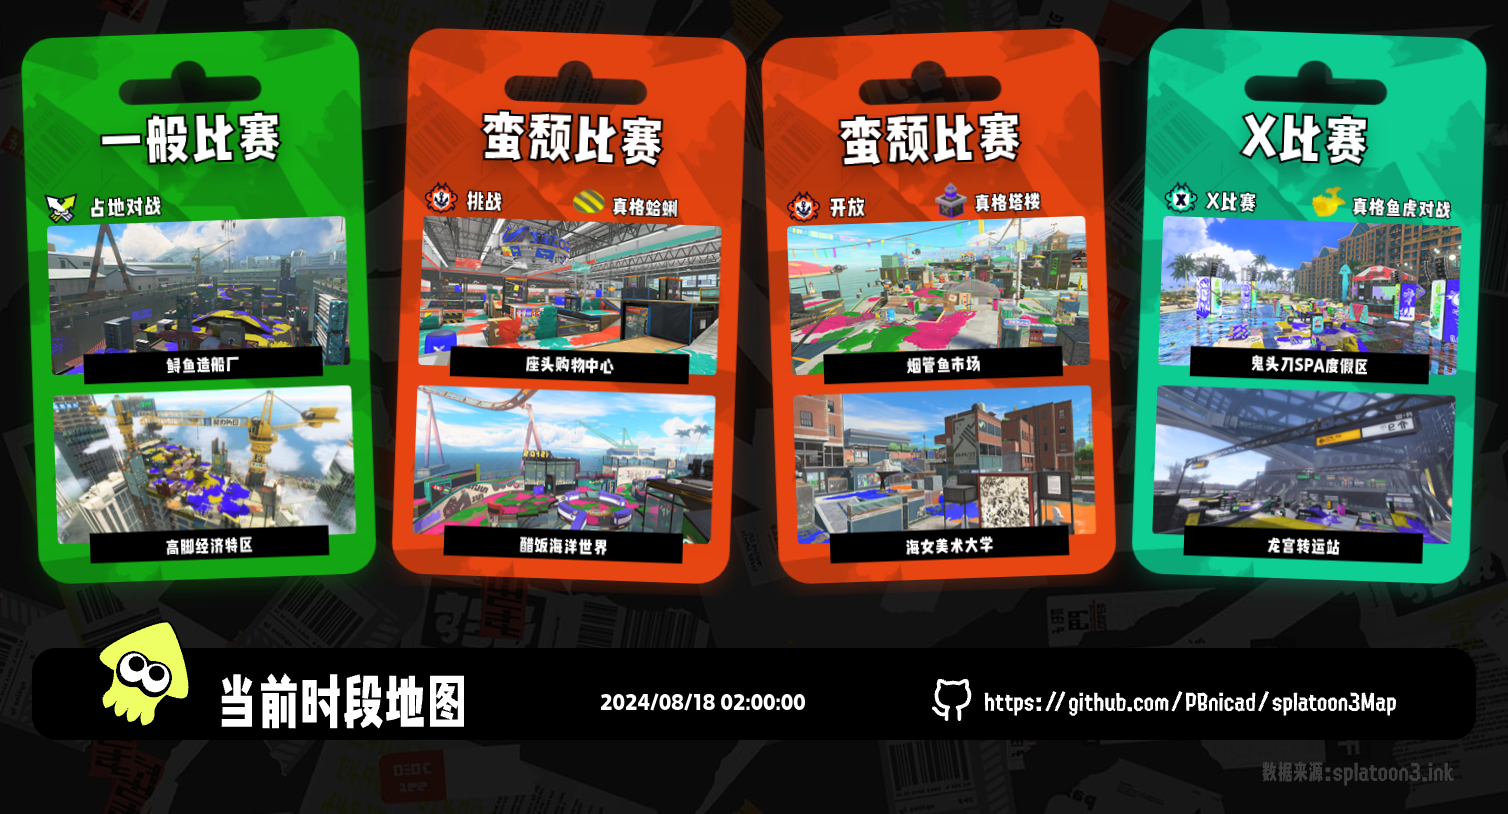 一般比赛
占地对战
鲟鱼造船厂
高脚经济特区
蛮颓比赛
挑战
真格蛤蜊
座头购物中心
醋饭海洋世界
蛮颓比赛
开放
真格塔楼
烟管鱼市场
海女美术大学
X比赛
X比赛
真格鱼虎对战
鬼头刀SPA度假区
龙宫转运站
当前时段地图
2024/08/18 02:00:00
https://github.com/PBnicad/splatoon3Map
数据来源:splatoon3.ink